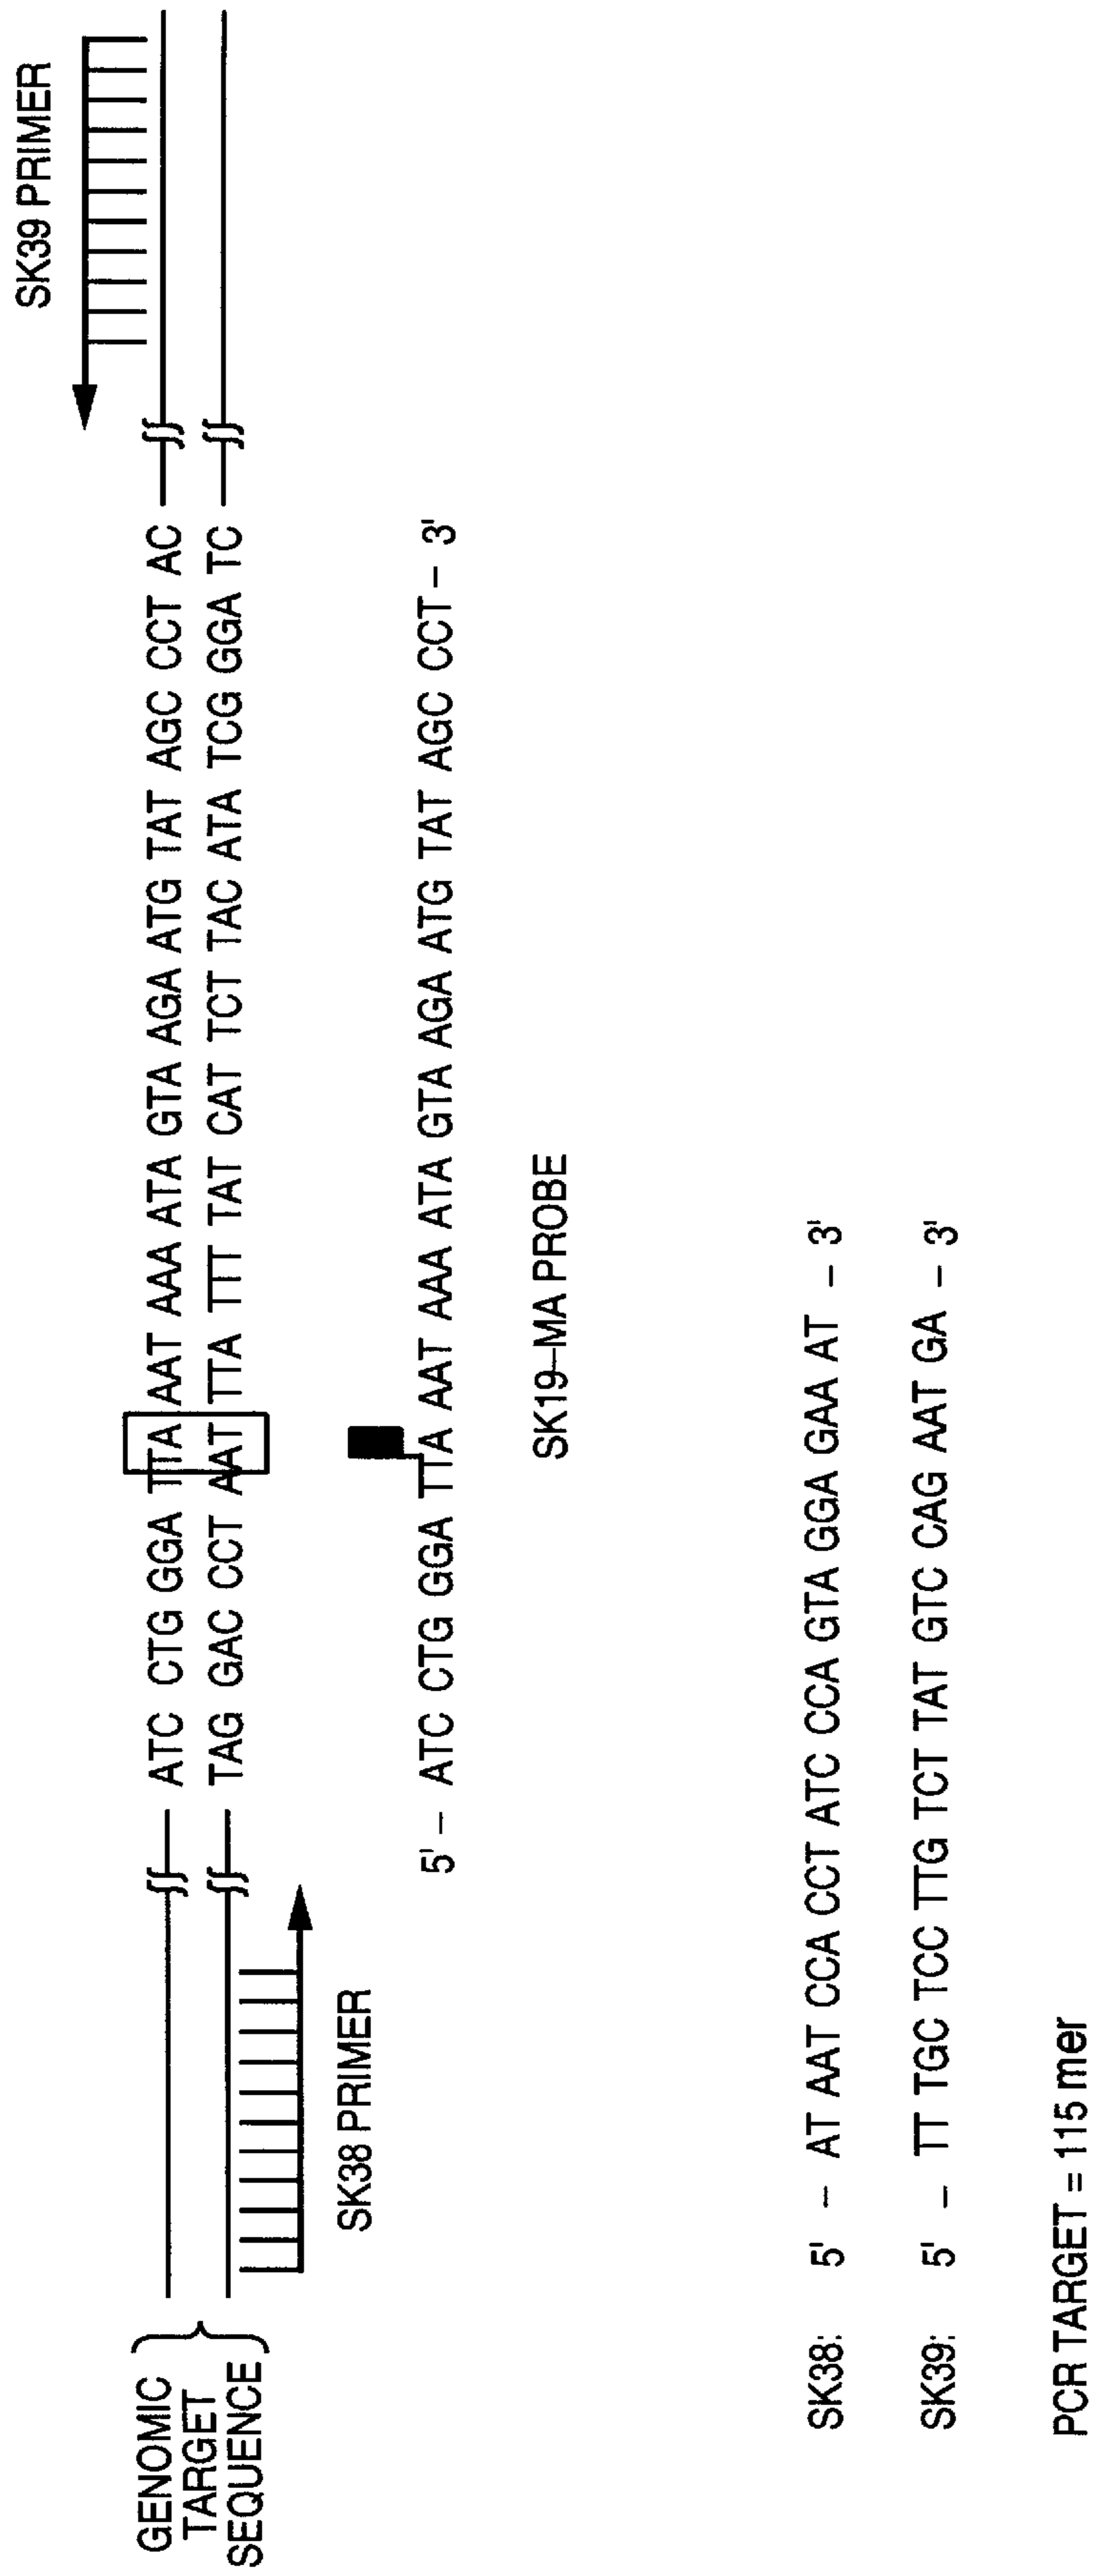 SK39 PRIMER
GENOMIC
TARGET
SEQUENCE
ATC CTG GGA TTA AAT AAA ATA GTA AGA ATG TAT AGC CCT AC
TAG GAC CCT AAT TTA TTT TAT CAT TCT TAC ATA TCG GGA TC
SK38 PRIMER
5' – ATC CTG GGA TTA AAT AAA ATA GTA AGA ATG TAT AGC CCT – 3'
SK19–MA PROBE
SK38: 5' – AT AAT CCA CCT ATC CCA GTA GGA GAA AT – 3'
SK39: 5' – TT TGC TCC TTG TCT TAT GTC CAG AAT GA – 3'
PCR TARGET = 115 mer